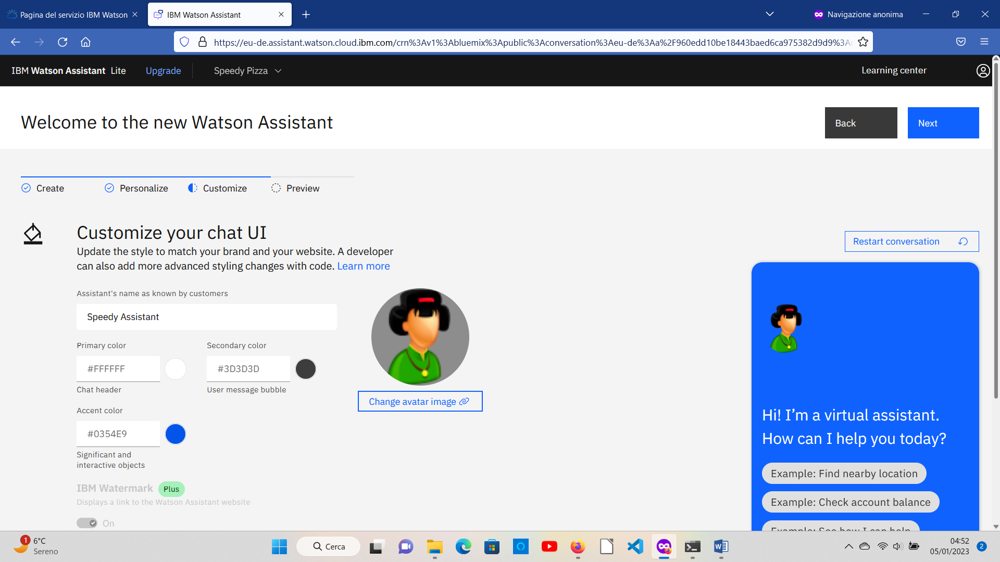 Pagina del servizio IBM Watson
IBM Watson Assistant
Navigazione anonima
https://eu-de.assistant.watson.cloud.ibm.com/crn%3Av1%3Abluemix%3Apublic%3Aconversation%3Aeu-de%3Aa%2F960edd10be18443baed6ca975382d9d9%3A
IBM Watson Assistant Lite
Upgrade
Speedy Pizza
Learning center
Welcome to the new Watson Assistant
Back
Next
Create
Personalize
Customize
Preview
Customize your chat UI
Update the style to match your brand and your website. A developer
can also add more advanced styling changes with code. Learn more
Restart conversation
Assistant's name as known by customers
Speedy Assistant
Primary color
Secondary color
#FFFFFF
#3D3D3D
Chat header
User message bubble
Change avatar image
Accent color
#0354E9
Significant and
interactive objects
IBM Watermark Plus
Displays a link to the Watson Assistant website
On
Hi! I’m a virtual assistant.
How can I help you today?
Example: Find nearby location
Example: Check account balance
Example: See how I can help
1
6°C
Sereno
Cerca
04:52
05/01/2023
2